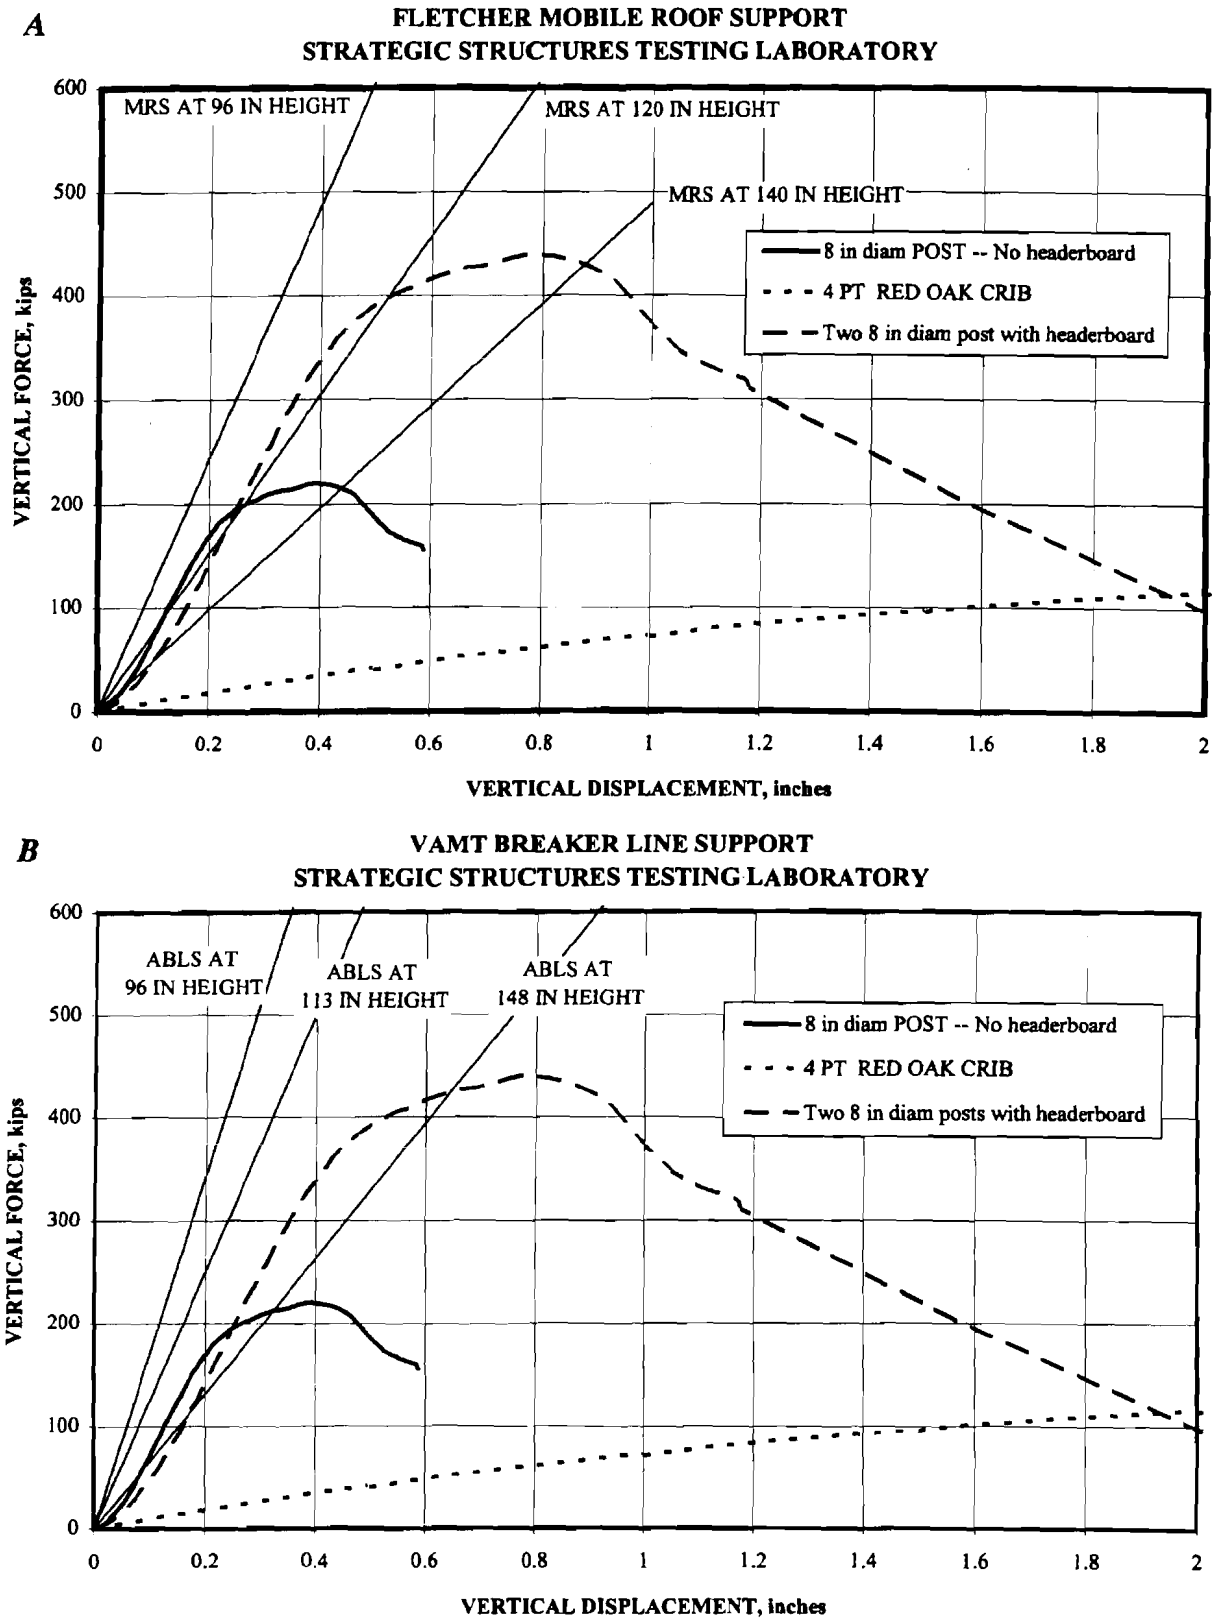 A
FLETCHER MOBILE ROOF SUPPORT
STRATEGIC STRUCTURES TESTING LABORATORY
600
500
400
300
200
100
0
VERTICAL FORCE, kips
MRS AT 96 IN HEIGHT
MRS AT 120 IN HEIGHT
MRS AT 140 IN HEIGHT
8 in diam POST -- No headerboard
4 PT RED OAK CRIB
Two 8 in diam post with headerboard
0 0.2 0.4 0.6 0.8 1 1.2 1.4 1.6 1.8 2
VERTICAL DISPLACEMENT, inches
B
VAMT BREAKER LINE SUPPORT
STRATEGIC STRUCTURES TESTING LABORATORY
600
500
400
300
200
100
0
VERTICAL FORCE, kips
ABLS AT
96 IN HEIGHT
ABLS AT
113 IN HEIGHT
ABLS AT
148 IN HEIGHT
8 in diam POST -- No headerboard
4 PT RED OAK CRIB
Two 8 in diam posts with headerboard
0 0.2 0.4 0.6 0.8 1 1.2 1.4 1.6 1.8 2
VERTICAL DISPLACEMENT, inches